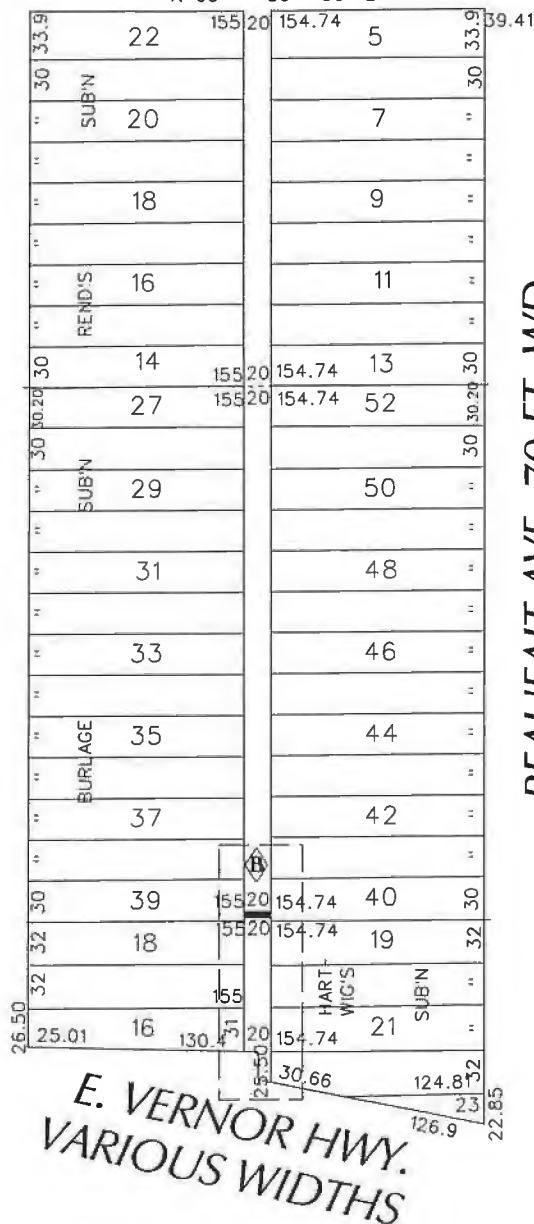 155 20 154.74
33.9 22 5 33.9 39.41
30 30
SUB'N
" 20 7 "
" "
" 18 9 "
" "
REND'S
" 16 11 "
" "
30 14 155 20 154.74 13 30
30.20 27 155 20 154.74 52 30.20
30 30
SUB'N
" 29 50 "
" "
" 31 48 "
" "
" 33 46 "
" "
BURLAGE
" 35 44 "
" "
" 37 42 "
" "
B
30 39 155 20 154.74 40 30
32 18 155 20 154.74 19 32
32 155 HART-
WIG'S
SUB'N "
26.50 25.01 16 130.4 31 20 154.74 21 "
25.50 30.66 124.81 32
126.9 23 22.85
E. VERNOR HWY.
VARIOUS WIDTHS